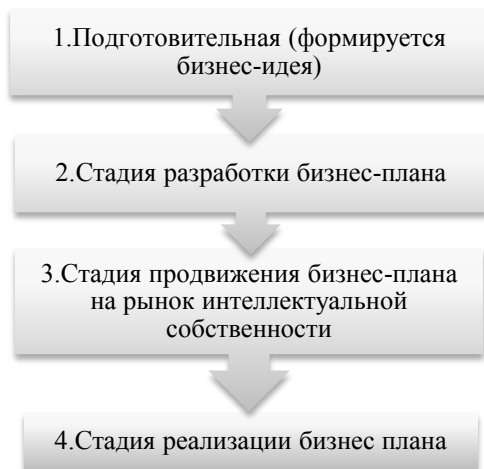 1.Подготовительная (формируется
бизнес-идея)
2.Стадия разработки бизнес-плана
3.Стадия продвижения бизнес-плана
на рынок интеллектуальной
собственности
4.Стадия реализации бизнес плана